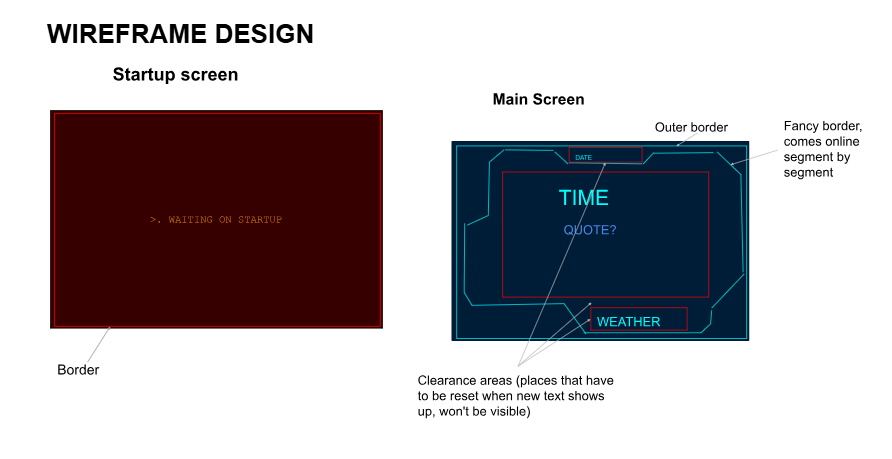 WIREFRAME DESIGN
Startup screen
Main Screen
Outer border
Fancy border,
comes online
segment by
segment
DATE
TIME
QUOTE?
>. WAITING ON STARTUP
WEATHER
Border
Clearance areas (places that have
to be reset when new text shows
up, won't be visible)